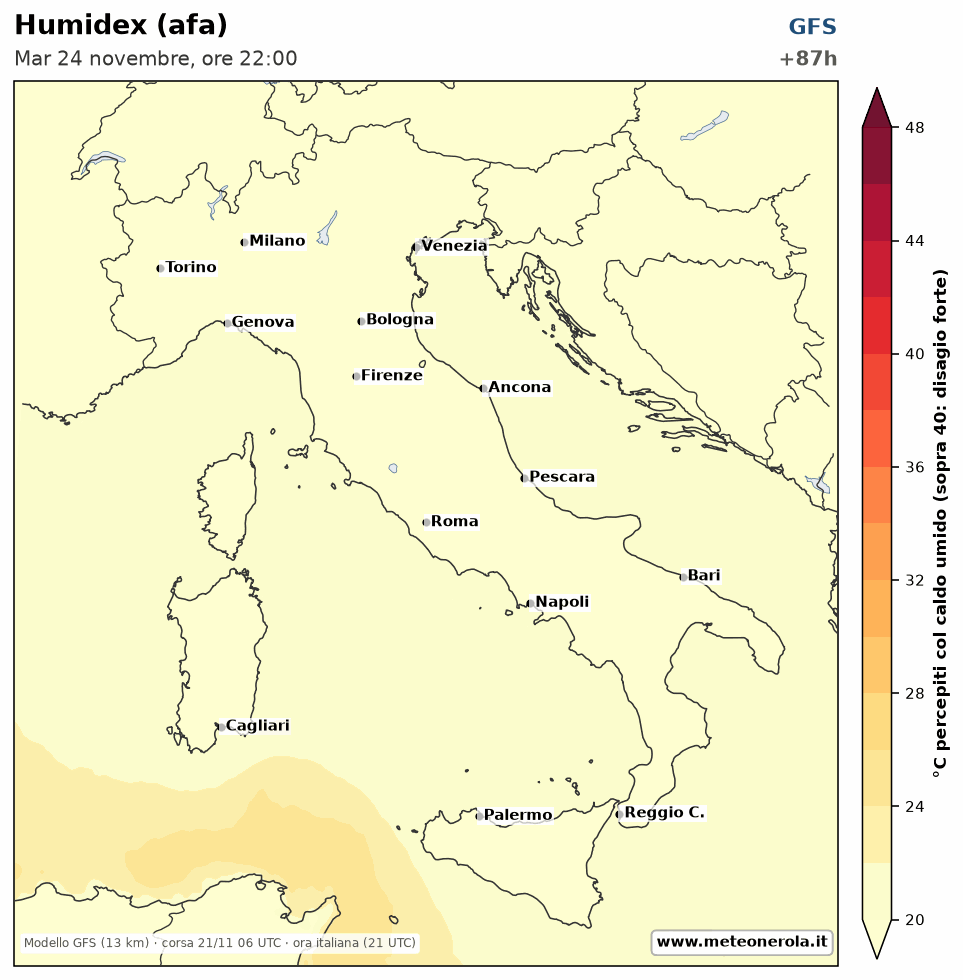 Humidex (afa)
GFS
Mar 24 novembre, ore 22:00
+87h
Milano
Venezia
Torino
Genova
Bologna
Firenze
Ancona
Pescara
Roma
Bari
Napoli
Cagliari
Palermo
Reggio C.
48
44
40
36
32
28
24
20
°C percepiti col caldo umido (sopra 40: disagio forte)
Modello GFS (13 km) · corsa 21/11 06 UTC · ora italiana (21 UTC)
www.meteonerola.it